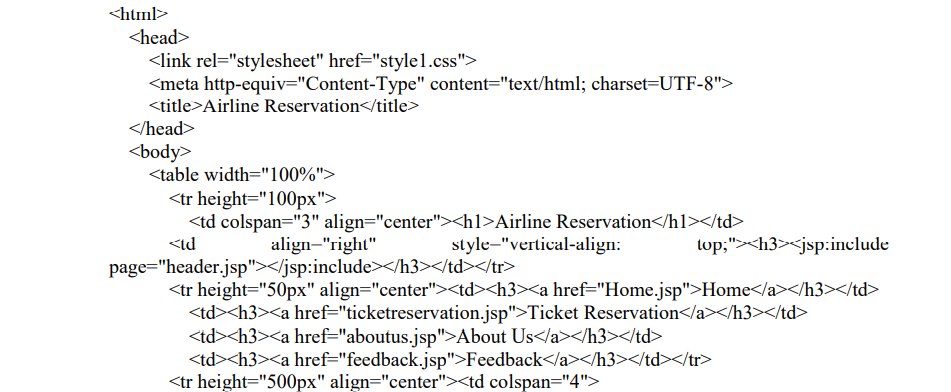 <html>
<head>
<link rel="stylesheet" href="style1.css">
<meta http-equiv="Content-Type" content="text/html; charset=UTF-8">
<title>Airline Reservation</title>
</head>
<body>
<table width="100%">
<tr height="100px">
<td colspan="3" align="center"><h1>Airline Reservation</h1></td>
<td align="right" style="vertical-align: top;"><h3><jsp:include
page="header.jsp"></jsp:include></h3></td></tr>
<tr height="50px" align="center"><td><h3><a href="Home.jsp">Home</a></h3></td>
<td><h3><a href="ticketreservation.jsp">Ticket Reservation</a></h3></td>
<td><h3><a href="aboutus.jsp">About Us</a></h3></td>
<td><h3><a href="feedback.jsp">Feedback</a></h3></td></tr>
<tr height="500px" align="center"><td colspan="4">